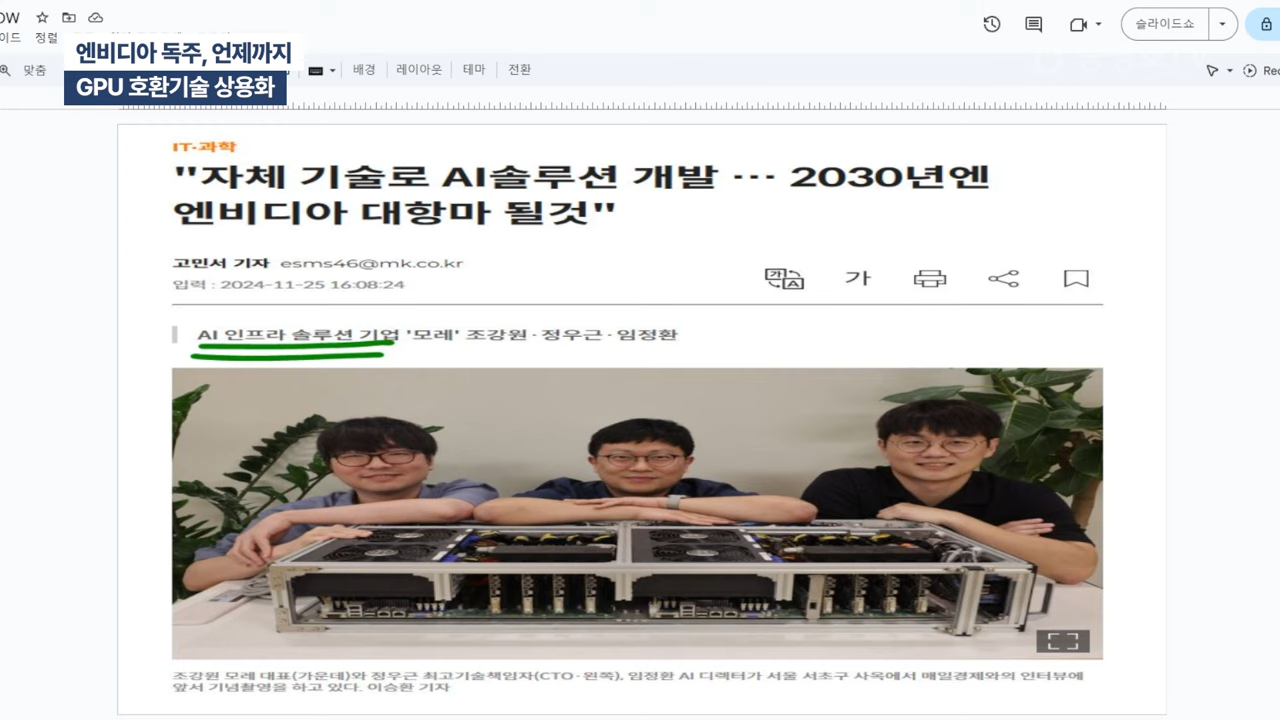 OW
이드 정렬
엔비디아 독주, 언제까지
GPU 호환기술 상용화
맞춤
배경 레이아웃 테마 전환
슬라이드쇼
Rec
IT·과학
"자체 기술로 AI솔루션 개발 … 2030년엔
엔비디아 대항마 될것"
고민서 기자 esms46@mk.co.kr
입력 : 2024-11-25 16:08:24
가
AI 인프라 솔루션 기업 '모레' 조강원·정우근·임정환
조강원 모레 대표(가운데)와 정우근 최고기술책임자(CTO·왼쪽), 임정환 AI 디렉터가 서울 서초구 사옥에서 매일경제와의 인터뷰에
앞서 기념촬영을 하고 있다. 이승환 기자